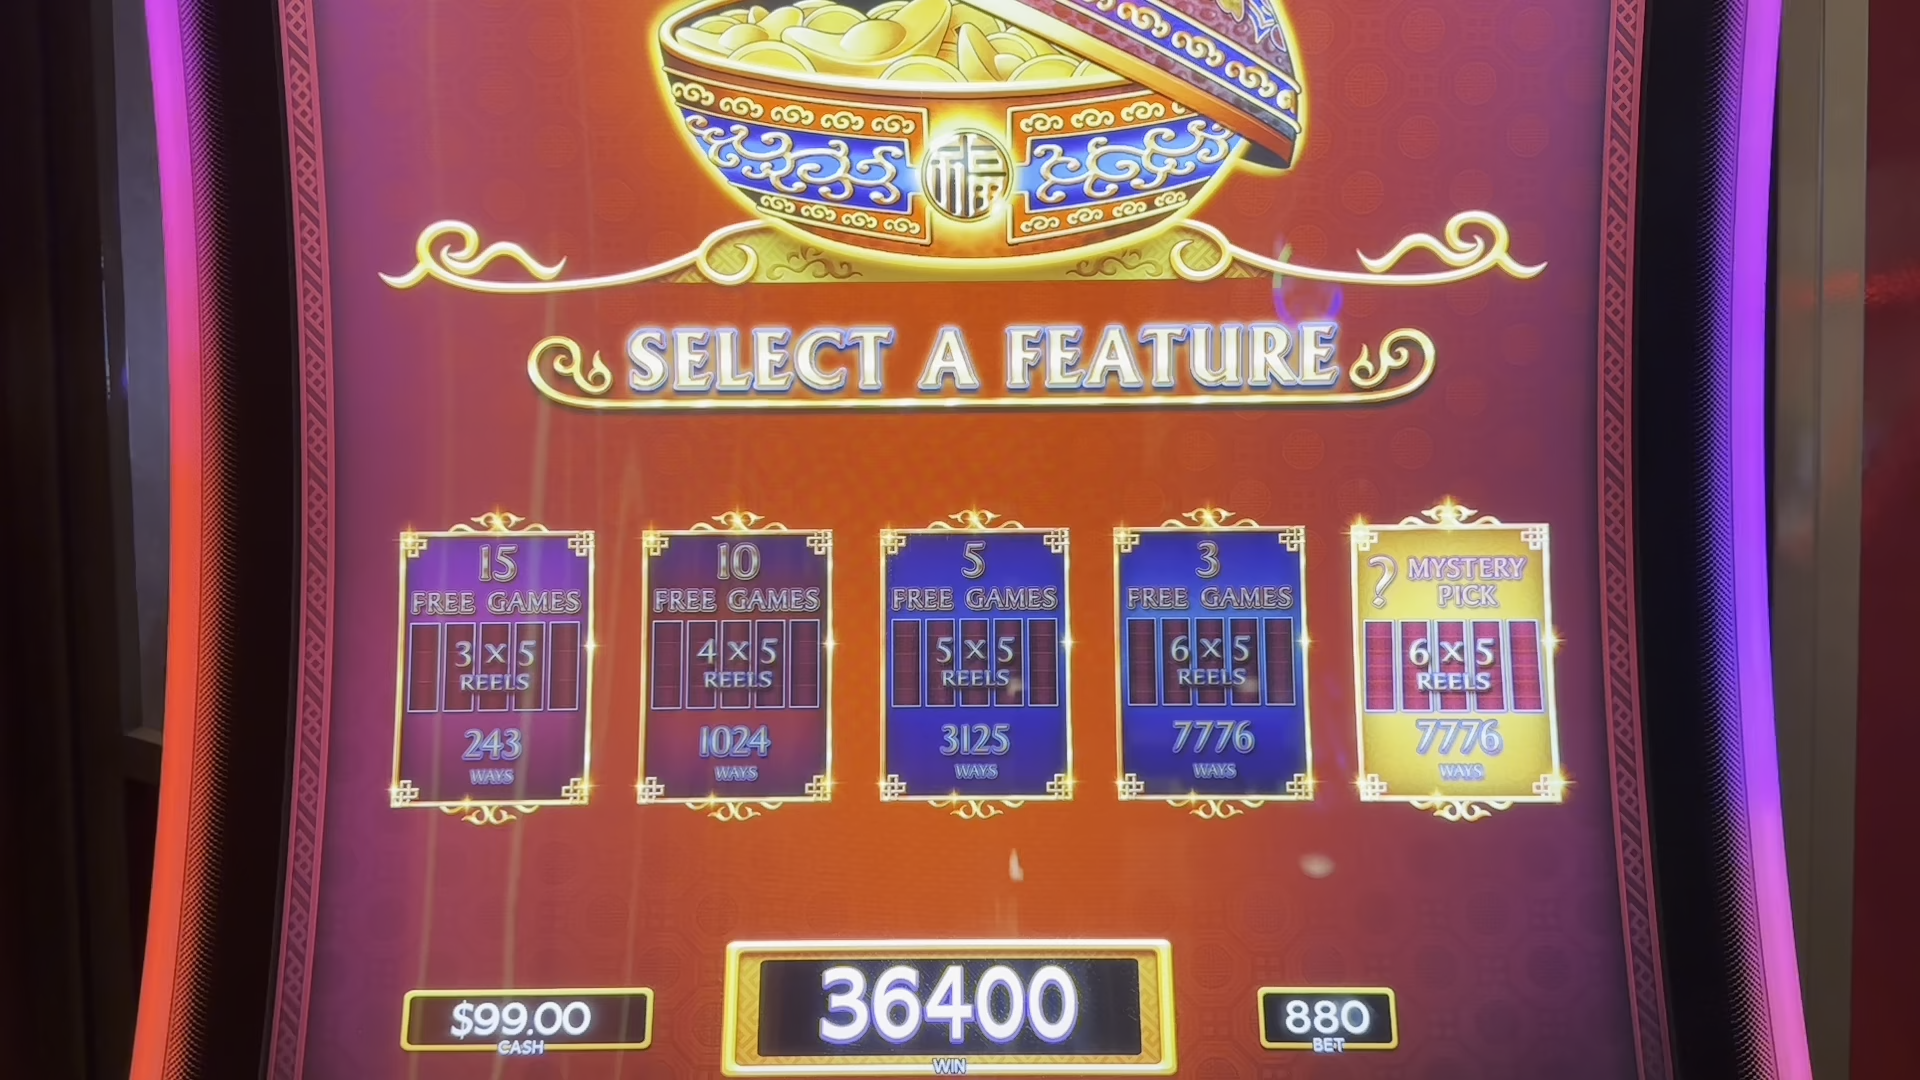 福
SELECT A FEATURE
15
FREE GAMES
3 X 5
REELS
243
WAYS
10
FREE GAMES
4 X 5
REELS
1024
WAYS
5
FREE GAMES
5 X 5
REELS
3125
WAYS
3
FREE GAMES
6 X 5
REELS
7776
WAYS
? MYSTERY
PICK
6 X 5
REELS
7776
WAYS
$99.00
CASH
36400
WIN
880
BET